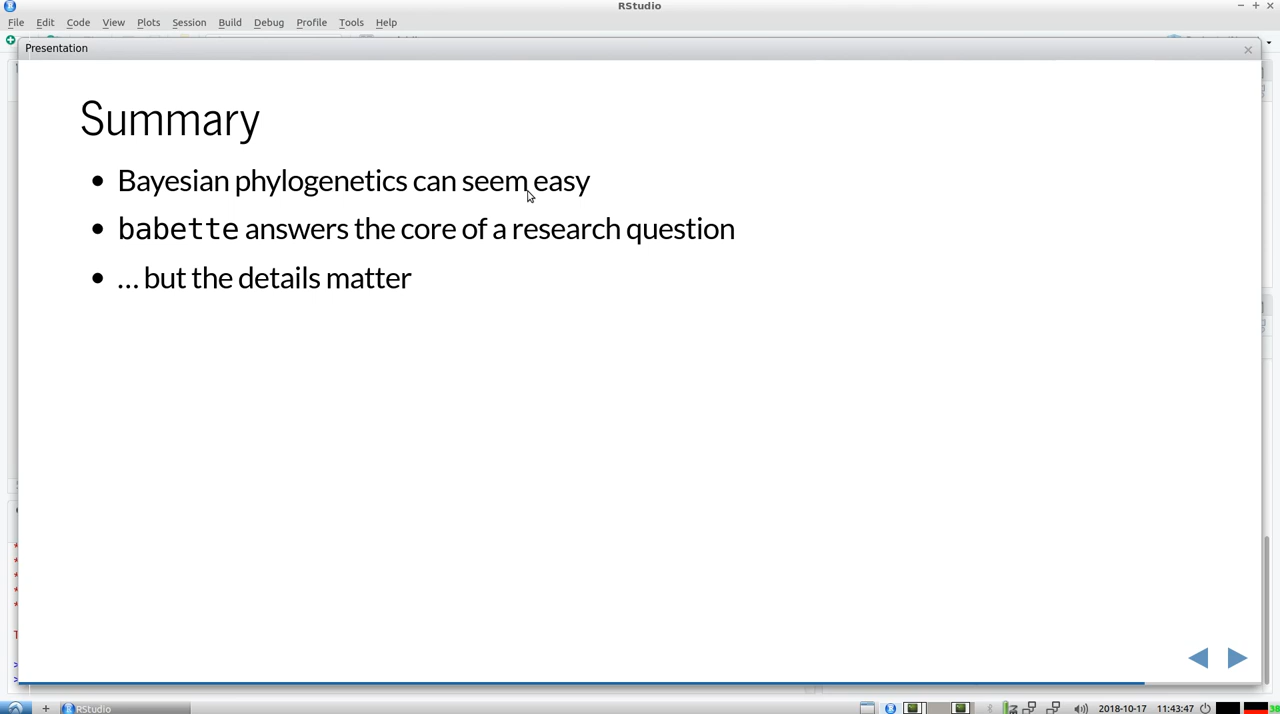 RStudio
File Edit Code View Plots Session Build Debug Profile Tools Help
Presentation
Summary
• Bayesian phylogenetics can seem easy
• babette answers the core of a research question
• … but the details matter
RStudio
2018-10-17 11:43:47
38